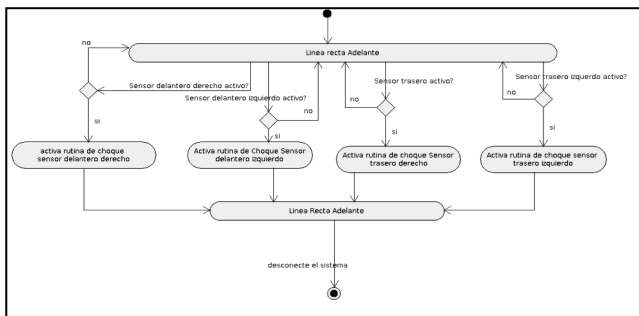 Linea recta Adelante
no
Sensor delantero derecho activo?
Sensor delantero izquierdo activo?
no
Sensor trasero activo?
no
Sensor trasero izquerdo activo?
no
si
si
si
si
activa rutina de choque
sensor delantero derecho
Activa rutina de Choque Sensor
delantero Izquierdo
Activa rutina de choque Sensor
trasero derecho
Activa rutina de choque sensor
trasero izquierdo
Linea Recta Adelante
desconecte el sistema